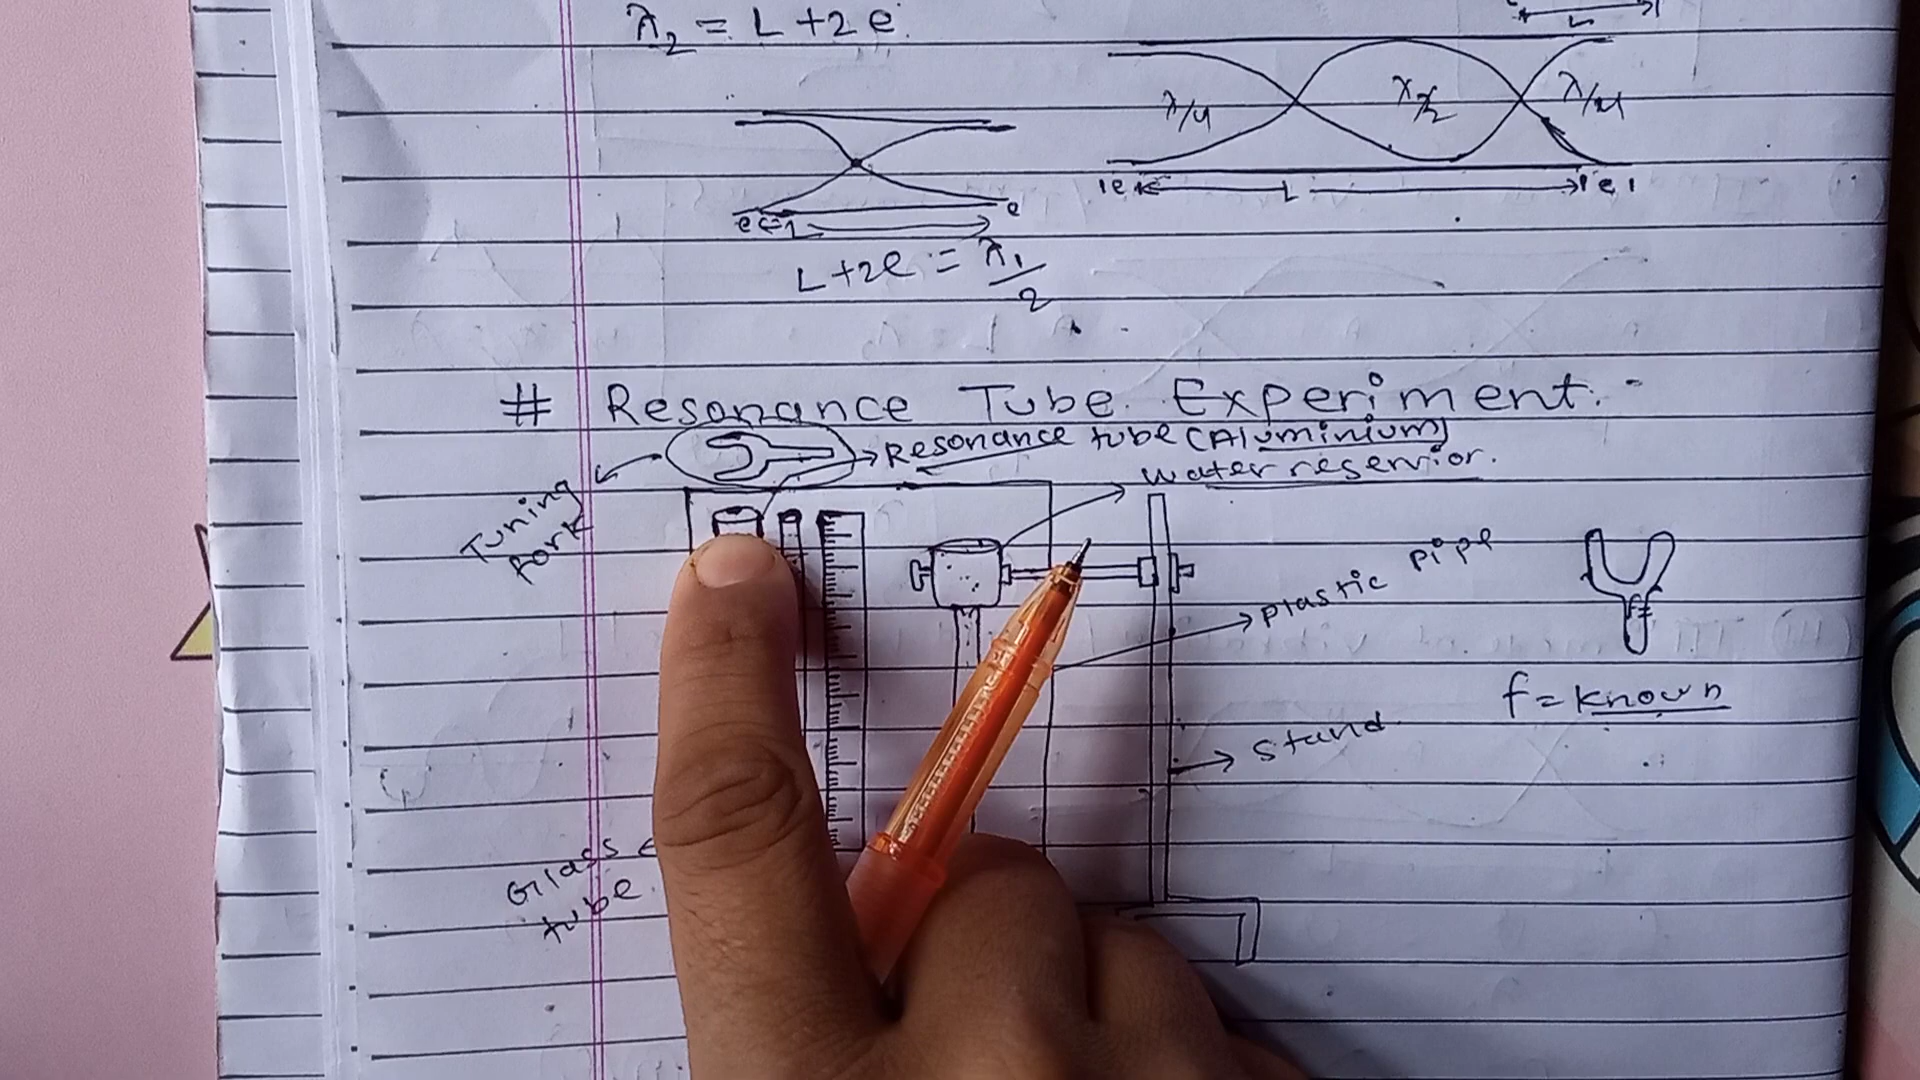 λ₂ = L + 2e
L
λ/4 λ/2 λ/4
e L e
e L e
L + 2e = λ₁/2
# Resonance Tube Experiment:-
Resonance tube (Aluminium)
water reservior.
Tuning fork
plastic pipe
f = known
stand
Glass tube